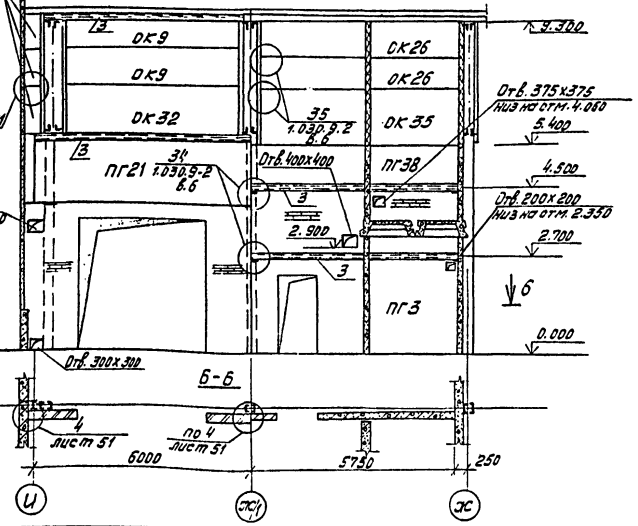 3
ОК9
ОК9
ОК32
3
ПГ21
34
1.030.9-2
в.6
35
1.030.9-2
в.6
ОК26
ОК26
ОК35
ПГ38
Отв. 375х375
низ на отм. 4.060
9.300
5.400
4.500
Отв. 400х400
3
Отв. 200х200
низ на отм. 2.350
2.900
2.700
3
ПГ3
6
0.000
Отв. 300х300
Б-Б
4
лист 51
по 4
лист 51
6000
5750
250
И
Ж/1
Ж